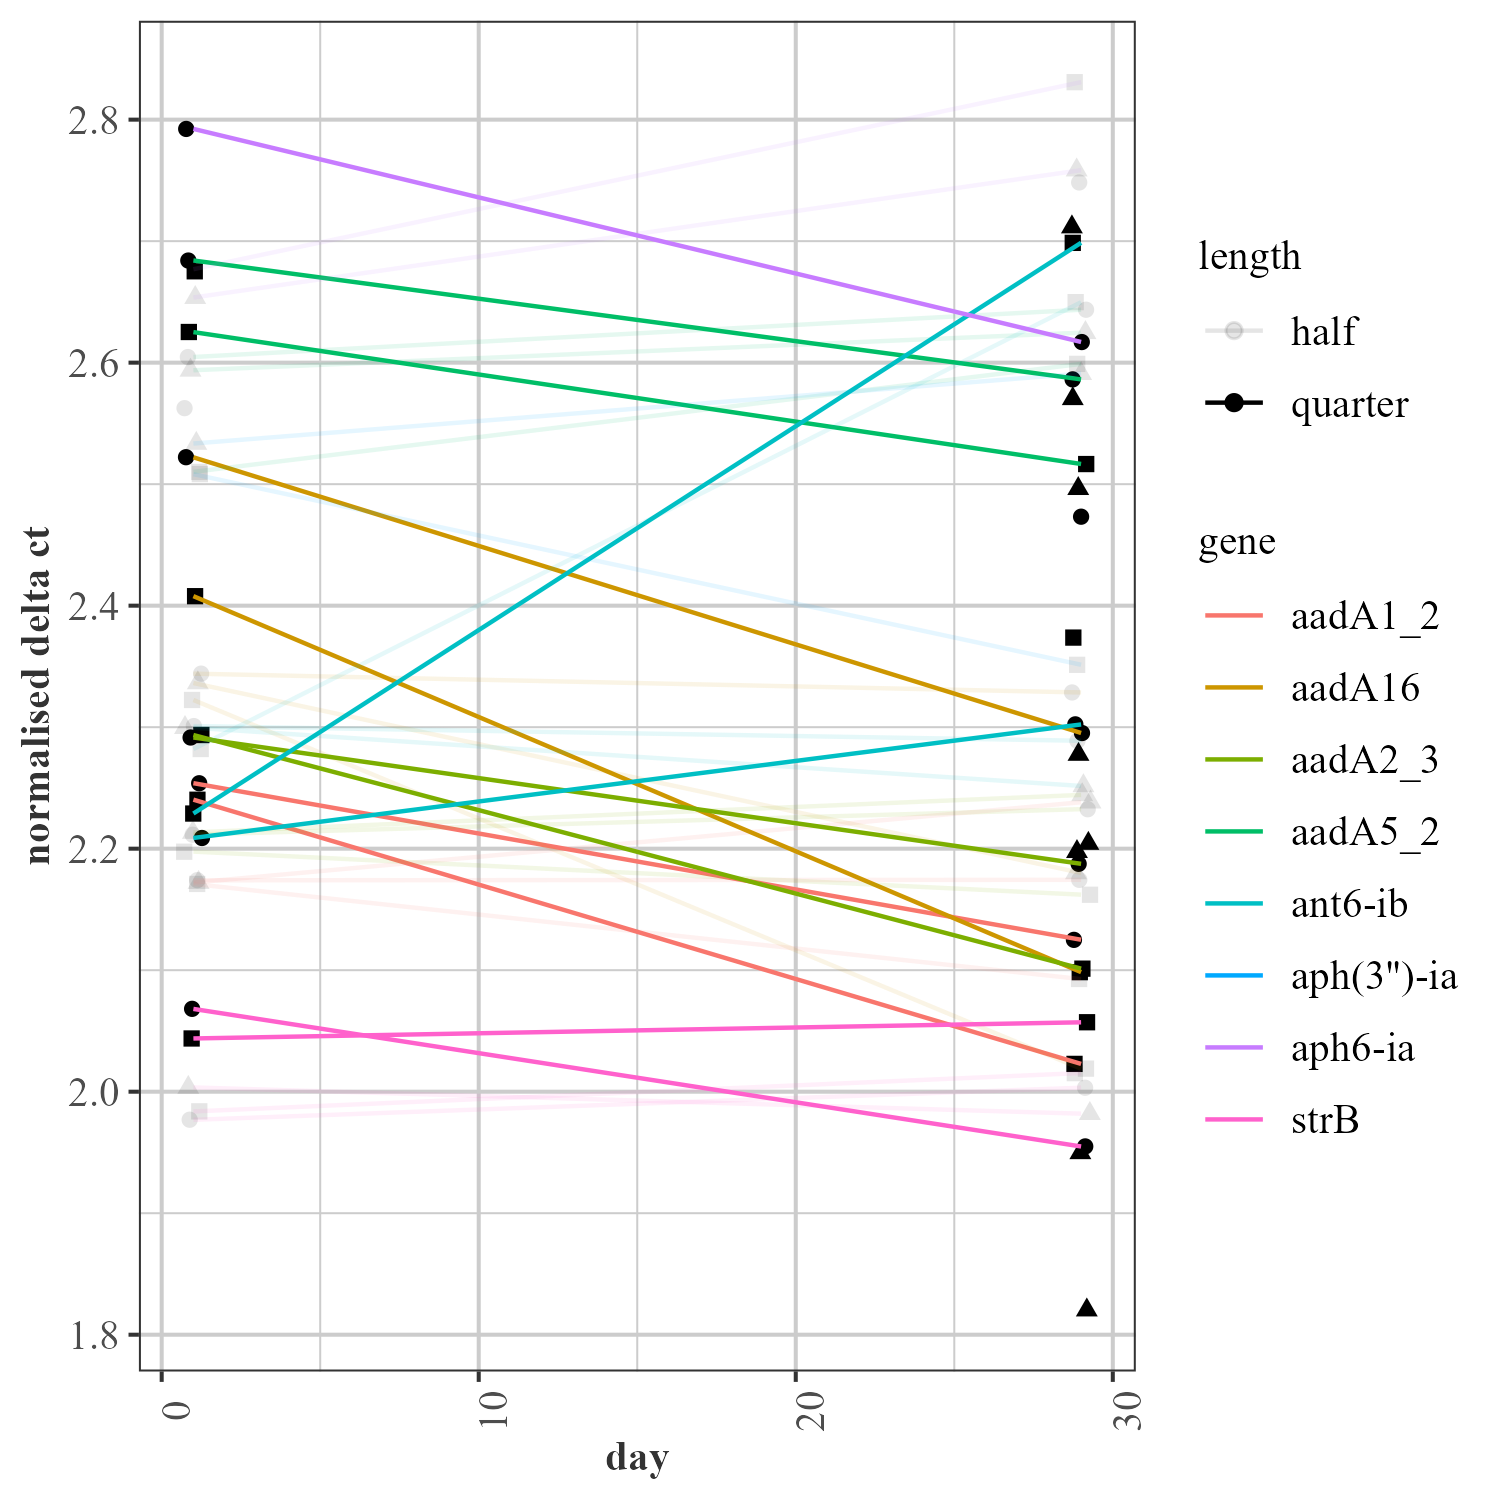 normalised delta ct
2.8
2.6
2.4
2.2
2.0
1.8
0
10
20
30
day
length
half
quarter
gene
aadA1_2
aadA16
aadA2_3
aadA5_2
ant6-ib
aph(3")-ia
aph6-ia
strB